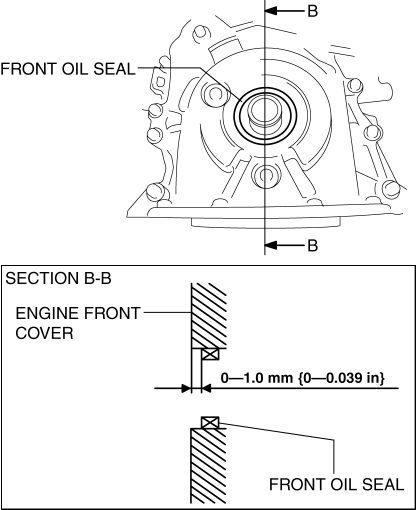 B
FRONT OIL SEAL
B
SECTION B-B
ENGINE FRONT
COVER
0—1.0 mm {0—0.039 in}
FRONT OIL SEAL